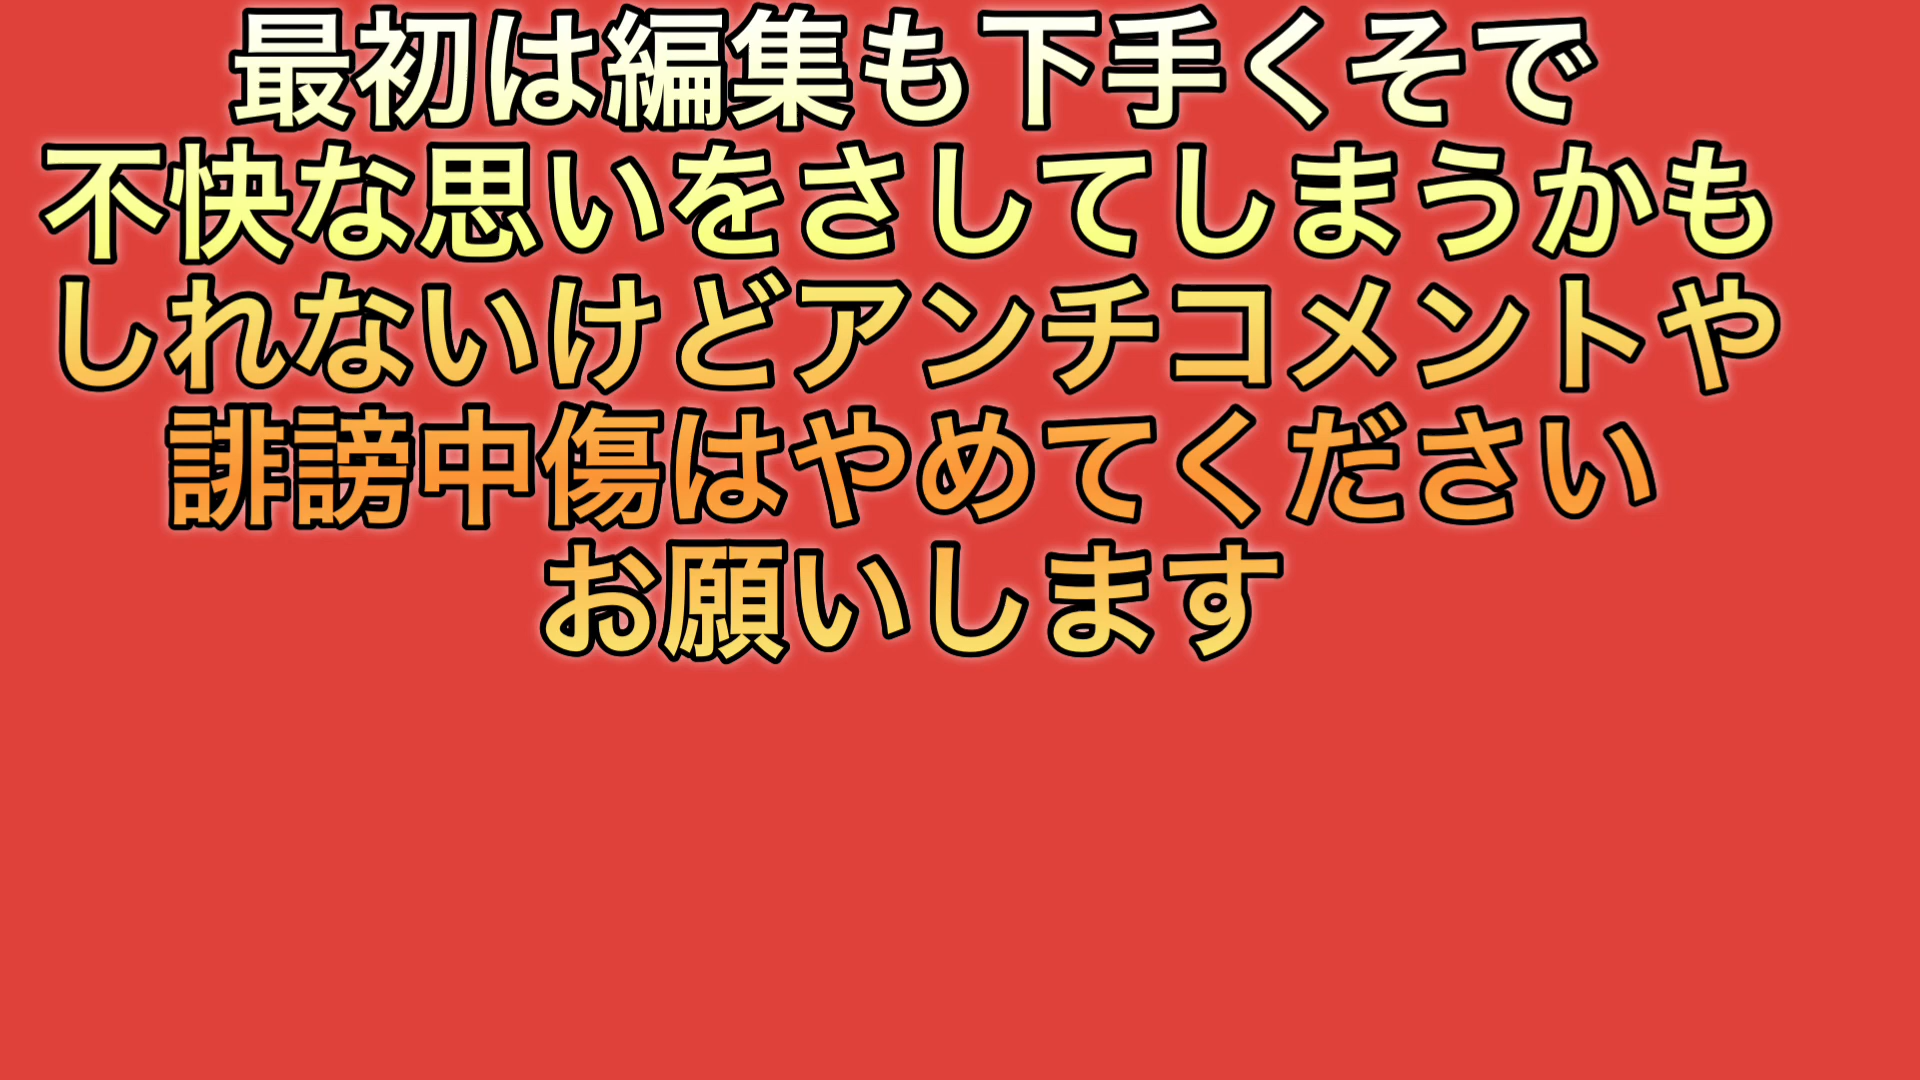 最初は編集も下手くそで
不快な思いをさしてしまうかも
しれないけどアンチコメントや
誹謗中傷はやめてください
お願いします